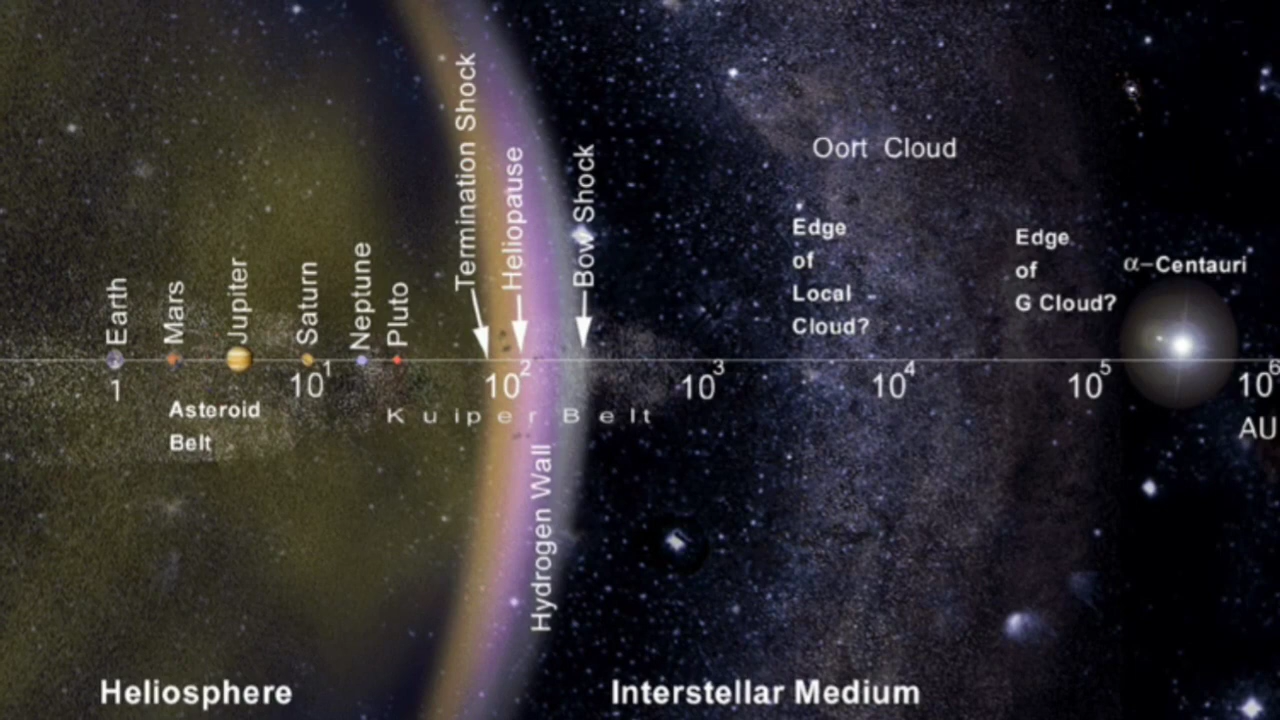 Oort Cloud
Termination Shock
Heliopause
Bow Shock
Edge
of
Local
Cloud?
Edge
of
G Cloud?
α–Centauri
Earth
Mars
Jupiter
Saturn
Neptune
Pluto
1
10¹
10²
10³
10⁴
10⁵
10⁶
AU
Asteroid
Belt
Kuiper Belt
Hydrogen Wall
Heliosphere
Interstellar Medium